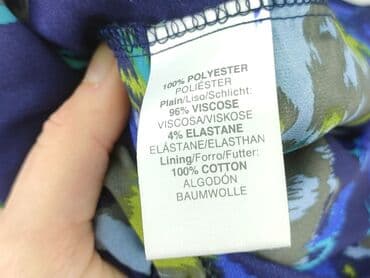 100% POLYESTER
POLIÉSTER
Plain/Liso/Schlicht:
96% VISCOSE
VISCOSA/VISKOSE
4% ELASTANE
ELÁSTANE/ELASTHAN
Lining/Forro/Futter:
100% COTTON
ALGODÓN
BAUMWOLLE